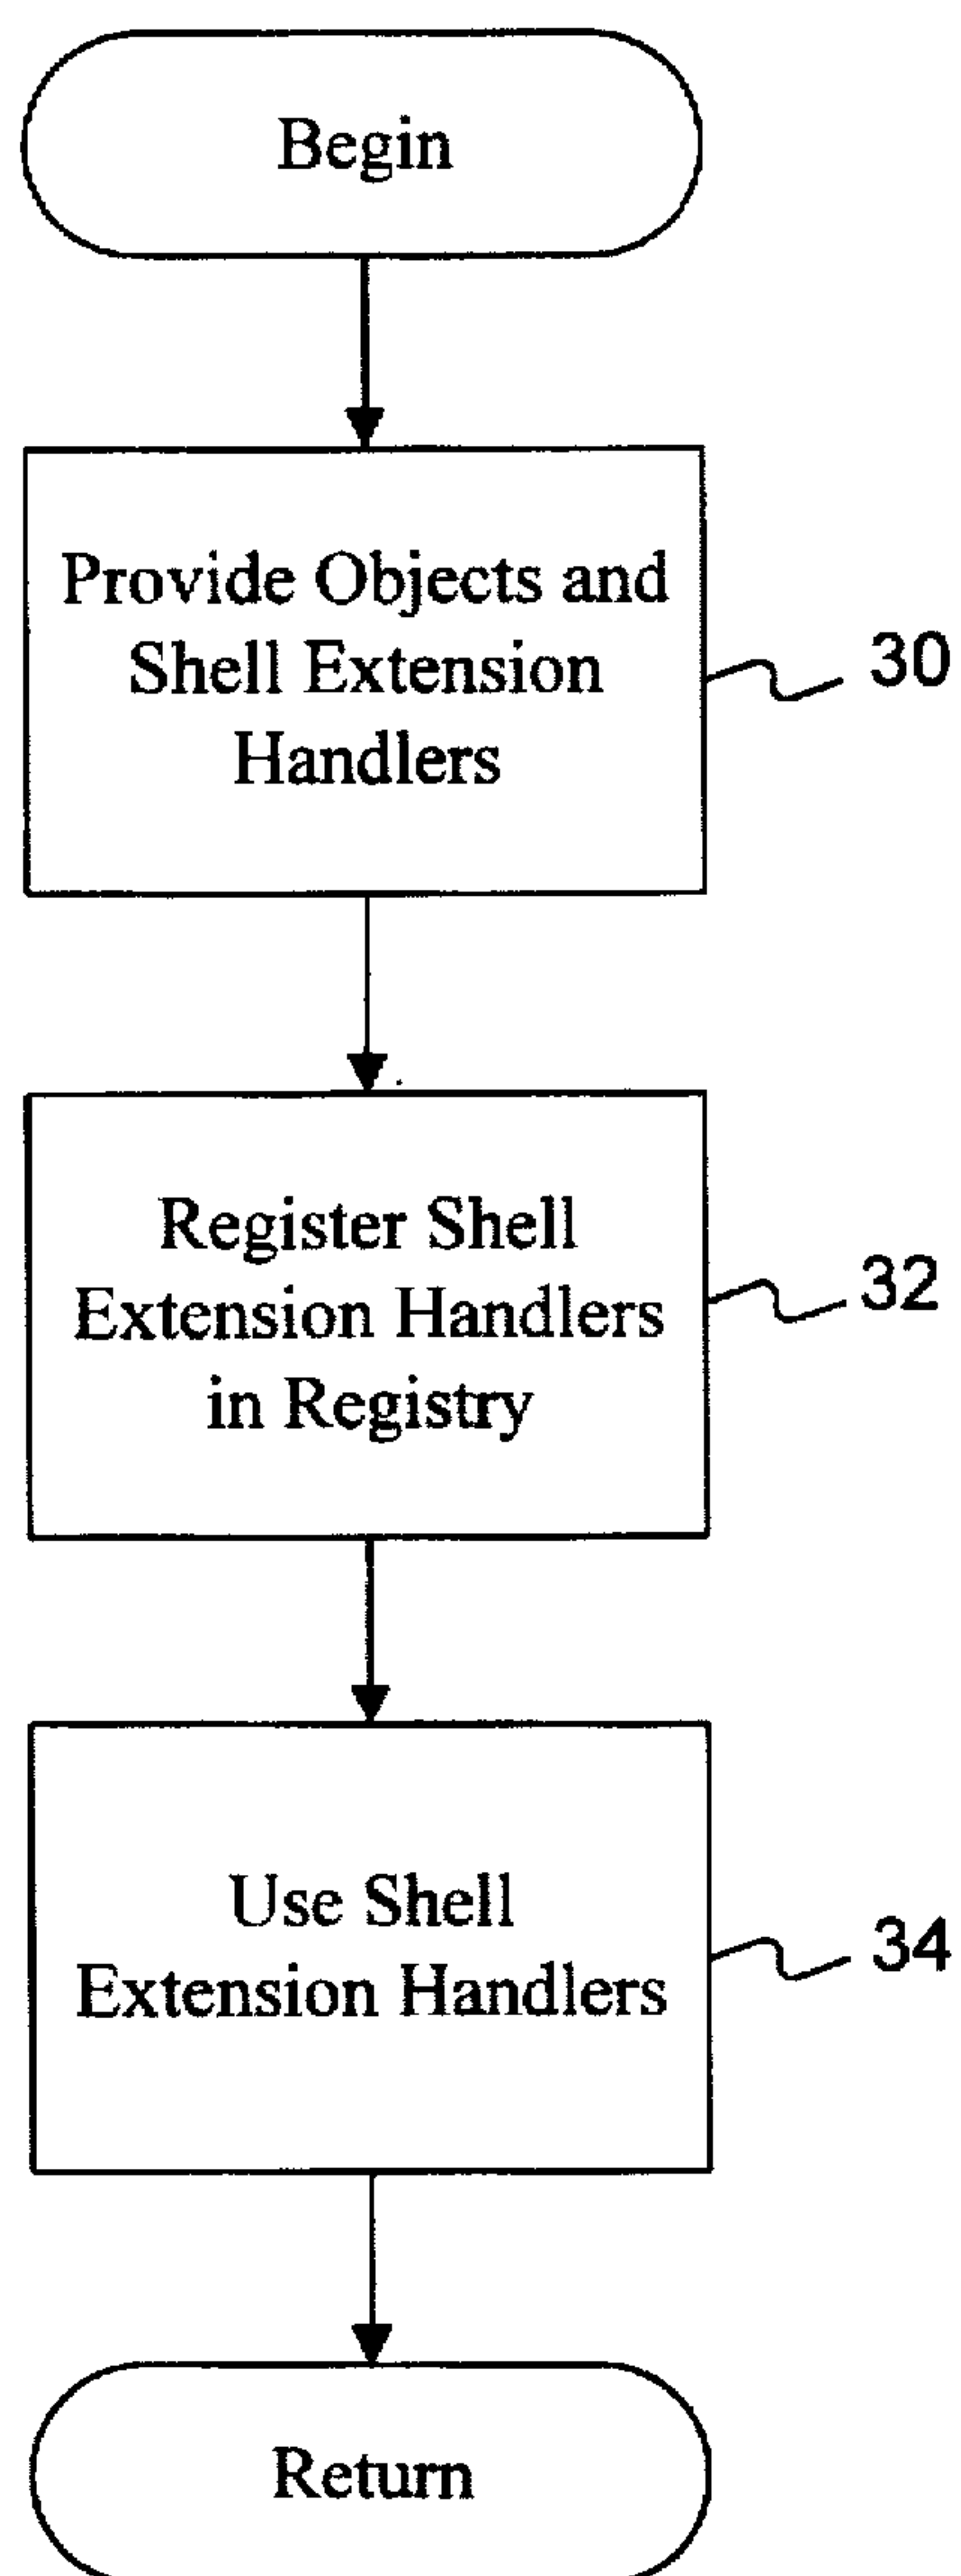 Begin
Provide Objects and
Shell Extension
Handlers
30
Register Shell
Extension Handlers
in Registry
32
Use Shell
Extension Handlers
34
Return